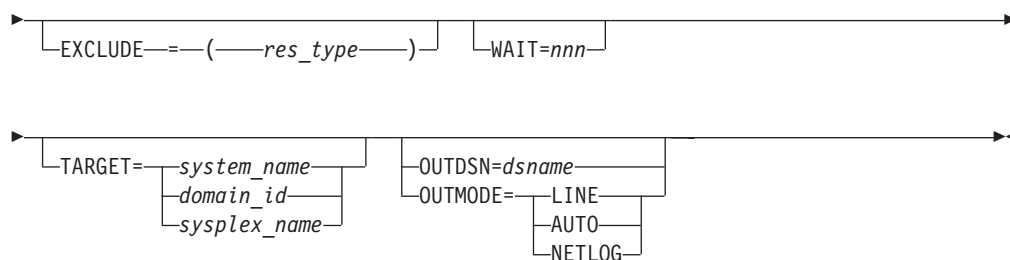 EXCLUDE = ( res_type ) WAIT=nnn
TARGET= system_name OUTDSN=dsname
domain_id OUTMODE= LINE
sysplex_name AUTO
NETLOG